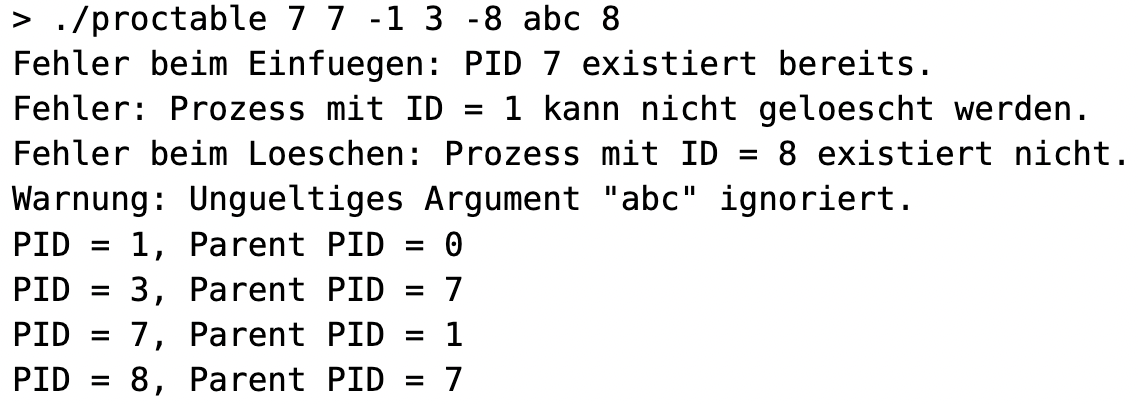 > ./proctable 7 7 -1 3 -8 abc 8
Fehler beim Einfuegen: PID 7 existiert bereits.
Fehler: Prozess mit ID = 1 kann nicht geloescht werden.
Fehler beim Loeschen: Prozess mit ID = 8 existiert nicht.
Warnung: Ungueltiges Argument "abc" ignoriert.
PID = 1, Parent PID = 0
PID = 3, Parent PID = 7
PID = 7, Parent PID = 1
PID = 8, Parent PID = 7